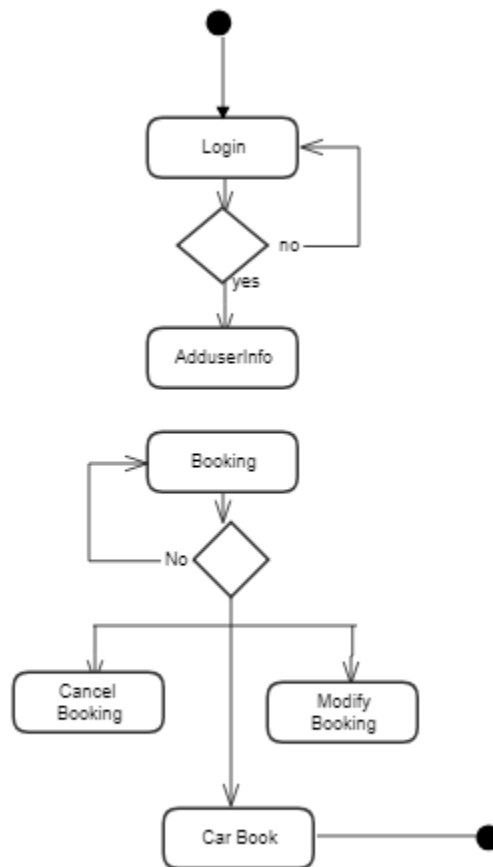 Login
no
yes
AdduserInfo
Booking
No
Cancel
Booking
Modify
Booking
Car Book